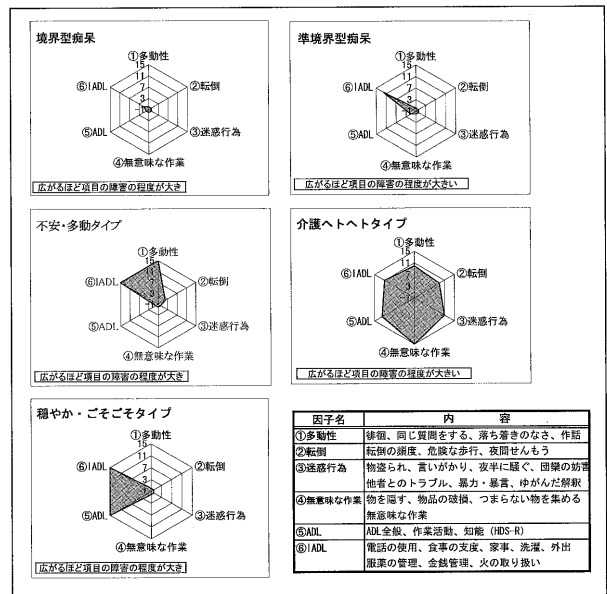 境界型痴呆
①多動性
15
11
7
3
-1
②転倒
③迷惑行為
④無意味な作業
⑤ADL
⑥IADL
広がるほど項目の障害の程度が大き
準境界型痴呆
①多動性
15
11
7
3
-1
②転倒
③迷惑行為
④無意味な作業
⑤ADL
⑥IADL
広がるほど項目の障害の程度が大きい
不安・多動タイプ
①多動性
15
11
7
3
-1
②転倒
③迷惑行為
④無意味な作業
⑤ADL
⑥IADL
広がるほど項目の障害の程度が大き
介護ヘトヘトタイプ
①多動性
15
11
7
3
-1
②転倒
③迷惑行為
④無意味な作業
⑤ADL
⑥IADL
広がるほど項目の障害の程度が大きい
穏やか・ごそごそタイプ
①多動性
15
11
7
3
②転倒
③迷惑行為
④無意味な作業
⑤ADL
⑥IADL
広がるほど項目の障害の程度が大き
因子名 内 容
①多動性 徘徊、同じ質問をする、落ち着きのなさ、作話
②転倒 転倒の頻度、危険な歩行、夜間せんもう
③迷惑行為 物盗られ、言いがかり、夜半に騒ぐ、団欒の妨害
他者とのトラブル、暴力・暴言、ゆがんだ解釈
④無意味な作業 物を隠す、物品の破損、つまらない物を集める
無意味な作業
⑤ADL ADL全般、作業活動、知能 (HDS-R)
⑥IADL 電話の使用、食事の支度、家事、洗濯、外出
服薬の管理、金銭管理、火の取り扱い